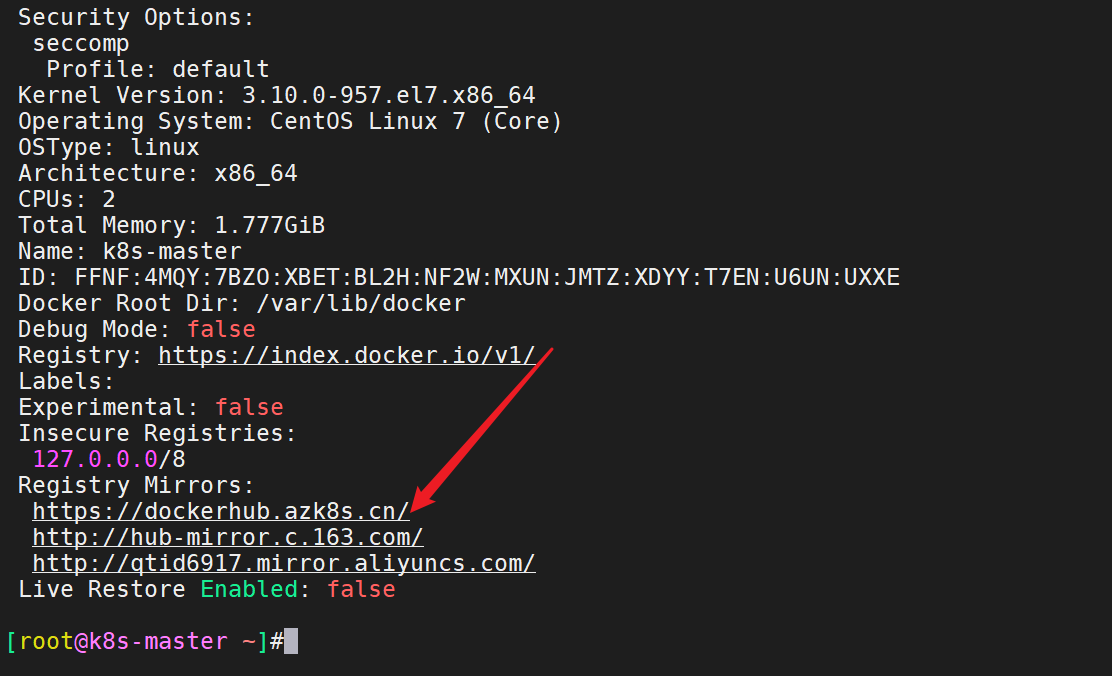 Security Options:
seccomp
Profile: default
Kernel Version: 3.10.0-957.el7.x86_64
Operating System: CentOS Linux 7 (Core)
OSType: linux
Architecture: x86_64
CPUs: 2
Total Memory: 1.777GiB
Name: k8s-master
ID: FFNF:4MQY:7BZO:XBET:BL2H:NF2W:MXUN:JMTZ:XDYY:T7EN:U6UN:UXXE
Docker Root Dir: /var/lib/docker
Debug Mode: false
Registry: https://index.docker.io/v1/
Labels:
Experimental: false
Insecure Registries:
127.0.0.0/8
Registry Mirrors:
https://dockerhub.azk8s.cn/
http://hub-mirror.c.163.com/
http://qtid6917.mirror.aliyuncs.com/
Live Restore Enabled: false
[root@k8s-master ~]#